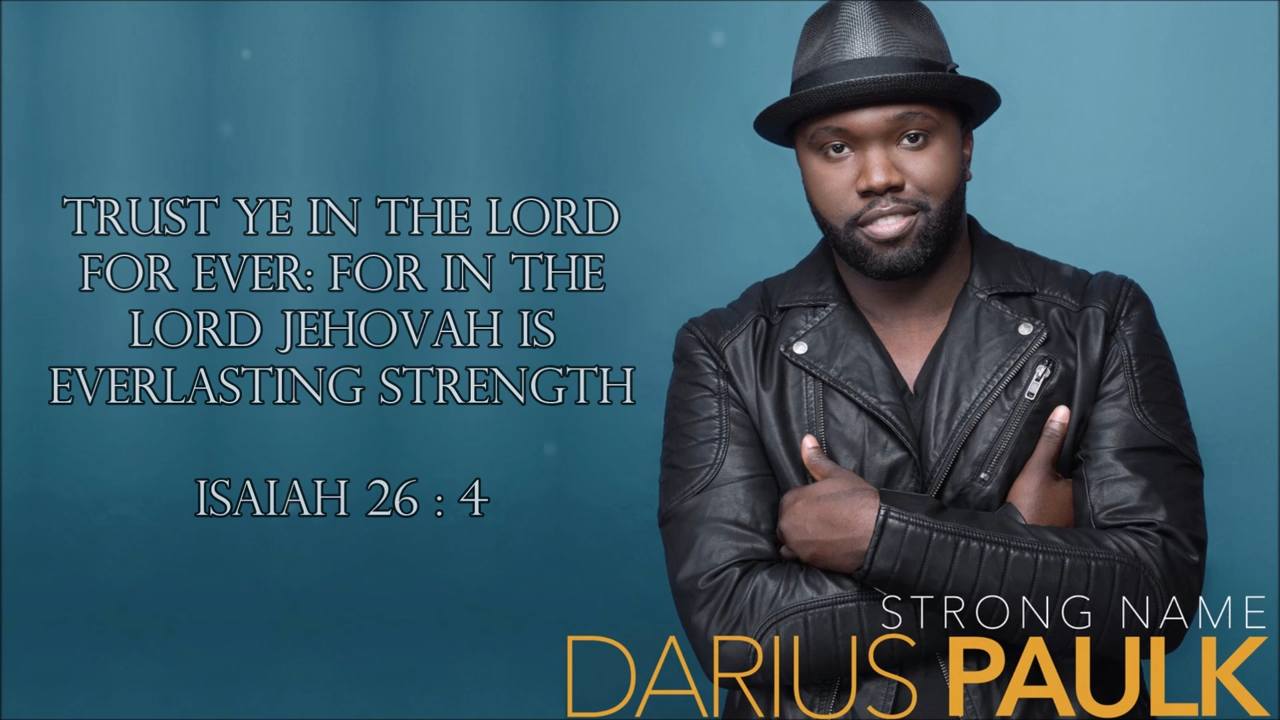 TRUST YE IN THE LORD
FOR EVER: FOR IN THE
LORD JEHOVAH IS
EVERLASTING STRENGTH
ISAIAH 26 : 4
STRONG NAME
DARIUS PAULK